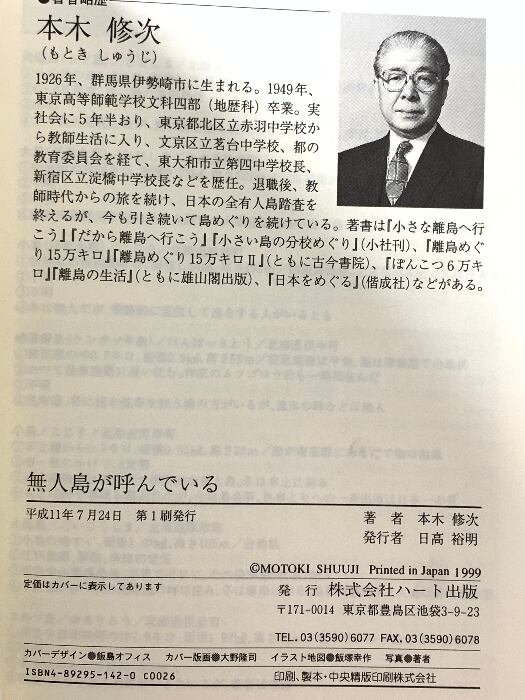 ●著者略歴
本木 修次
(もとき しゅうじ)
1926年、群馬県伊勢崎市に生まれる。1949年、
東京高等師範学校文科四部(地歴科)卒業。実
社会に5年半おり、東京都北区立赤羽中学校か
ら教師生活に入り、文京区立茗台中学校、都の
教育委員会を経て、東大和市立第四中学校長、
新宿区立淀橋中学校長などを歴任。退職後、教
師時代からの旅を続け、日本の全有人島踏査を
終えるが、今も引き続いて島めぐりを続けている。著書は『小さな離島へ行
こう』『だから離島へ行こう』『小さい島の分校めぐり』(小社刊)、『離島めぐ
り15万キロ』『離島めぐり15万キロⅡ』(ともに古今書院)、『ぽんこつ6万キ
ロ』『離島の生活』(ともに雄山閣出版)、『日本をめぐる』(偕成社)などがある。
無人島が呼んでいる
平成11年7月24日 第1刷発行
著 者 本木 修次
発行者 日高 裕明
©MOTOKI SHUUJI Printed in Japan 1999
定価はカバーに表示してあります
発 行 株式会社ハート出版
〒171-0014 東京都豊島区池袋3-9-23
TEL.03(3590)6077 FAX.03(3590)6078
カバーデザイン●飯島オフィス カバー版画●大野隆司 イラスト地図●飯塚幸作 写真●著者
ISBN4-89295-142-0 C0026
印刷、製本・中央精版印刷株式会社